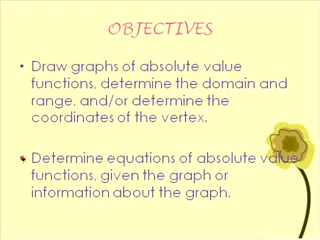 OBJECTIVES
• Draw graphs of absolute value
functions, determine the domain and
range, and/or determine the
coordinates of the vertex.
• Determine equations of absolute value
functions, given the graph or
information about the graph.